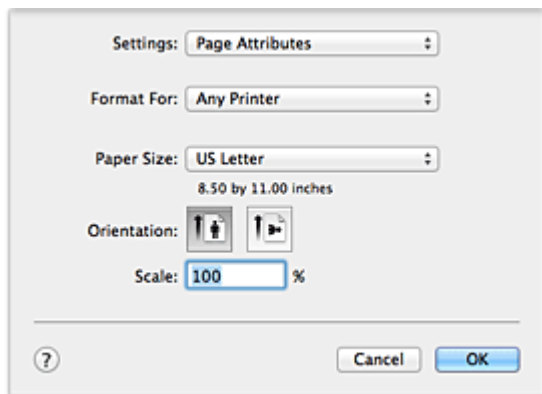 Settings: Page Attributes
Format For: Any Printer
Paper Size: US Letter
8.50 by 11.00 inches
Orientation:
Scale: 100 %
? Cancel OK